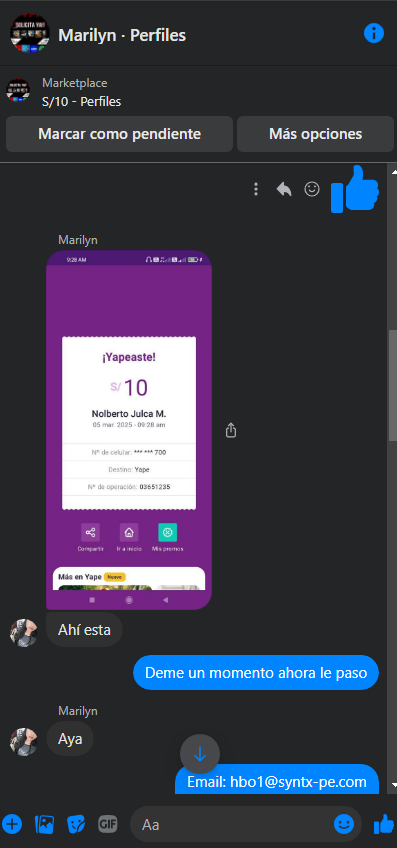 Marilyn · Perfiles
Marketplace
S/10 - Perfiles
Marcar como pendiente
Más opciones
Marilyn
9:28 AM
¡Yapeaste!
S/10
Nolberto Julca M.
05 mar. 2025 - 09:28 am
Nº de celular: *** *** 700
Destino: Yape
Nº de operación: 03651235
Compartir
Ir a inicio
Mis promos
Más en Yape Nuevo
Ahí esta
Deme un momento ahora le paso
Marilyn
Aya
Email: hbo1@syntx-pe.com
GIF
Aa